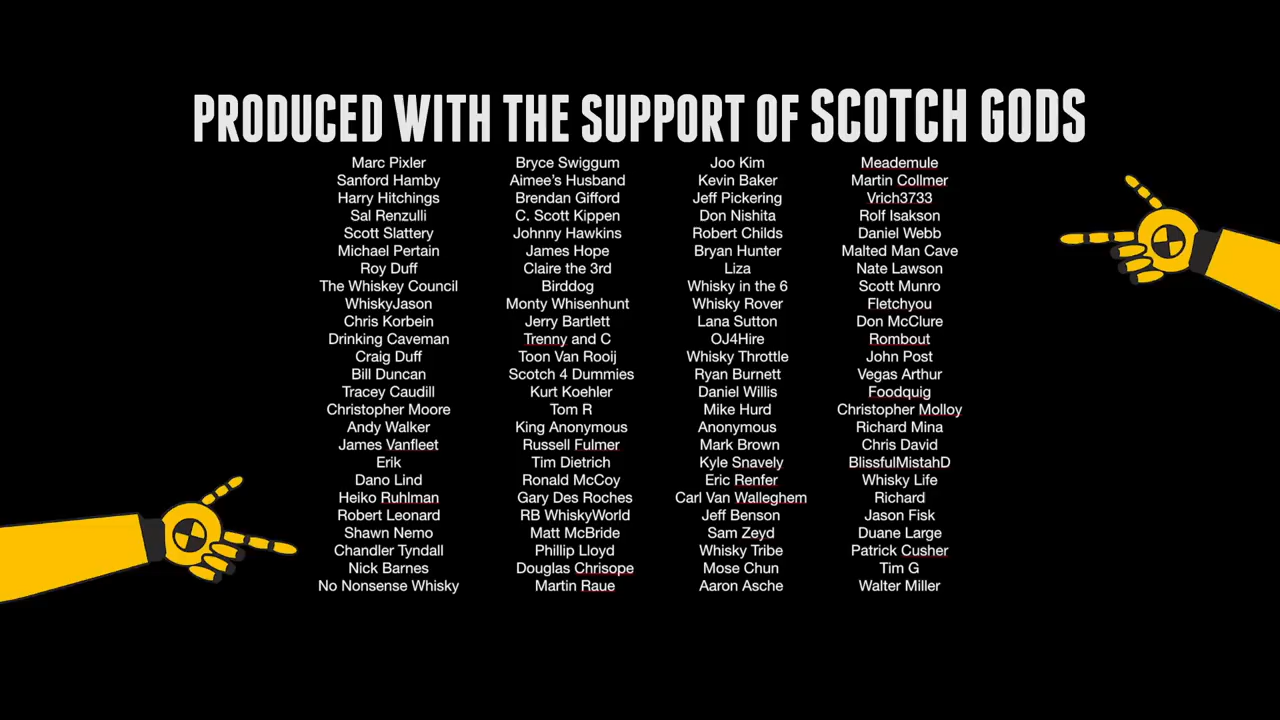 PRODUCED WITH THE SUPPORT OF SCOTCH GODS
Marc Pixler
Sanford Hamby
Harry Hitchings
Sal Renzulli
Scott Slattery
Michael Pertain
Roy Duff
The Whiskey Council
WhiskyJason
Chris Korbein
Drinking Caveman
Craig Duff
Bill Duncan
Tracey Caudill
Christopher Moore
Andy Walker
James Vanfleet
Erik
Dano Lind
Heiko Ruhlman
Robert Leonard
Shawn Nemo
Chandler Tyndall
Nick Barnes
No Nonsense Whisky
Bryce Swiggum
Aimee's Husband
Brendan Gifford
C. Scott Kippen
Johnny Hawkins
James Hope
Claire the 3rd
Birddog
Monty Whisenhunt
Jerry Bartlett
Trenny and C
Toon Van Rooij
Scotch 4 Dummies
Kurt Koehler
Tom R
King Anonymous
Russell Fulmer
Tim Dietrich
Ronald McCoy
Gary Des Roches
RB WhiskyWorld
Matt McBride
Phillip Lloyd
Douglas Chrisope
Martin Raue
Joo Kim
Kevin Baker
Jeff Pickering
Don Nishita
Robert Childs
Bryan Hunter
Liza
Whisky in the 6
Whisky Rover
Lana Sutton
OJ4Hire
Whisky Throttle
Ryan Burnett
Daniel Willis
Mike Hurd
Anonymous
Mark Brown
Kyle Snavely
Eric Renfer
Carl Van Walleghem
Jeff Benson
Sam Zeyd
Whisky Tribe
Mose Chun
Aaron Asche
Meademule
Martin Collmer
Vrich3733
Rolf Isakson
Daniel Webb
Malted Man Cave
Nate Lawson
Scott Munro
Fletchyou
Don McClure
Rombout
John Post
Vegas Arthur
Foodquig
Christopher Molloy
Richard Mina
Chris David
BlissfulMistahD
Whisky Life
Richard
Jason Fisk
Duane Large
Patrick Cusher
Tim G
Walter Miller